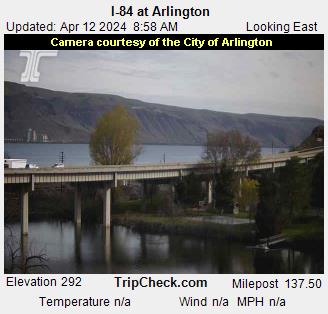 I-84 at Arlington
Updated: Apr 12 2024 8:58 AM Looking East
Camera courtesy of the City of Arlington
Elevation 292 TripCheck.com Milepost 137.50
Temperature n/a Wind n/a MPH n/a